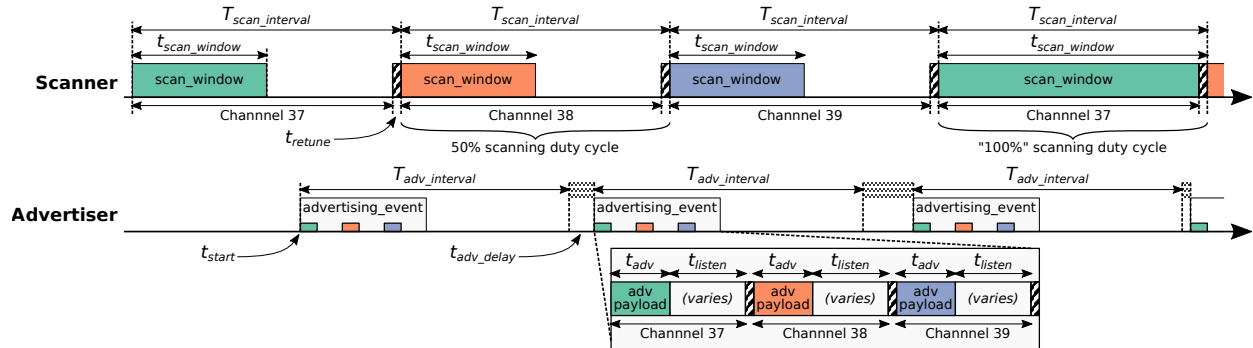 T_scan_interval T_scan_interval T_scan_interval T_scan_interval
t_scan_window t_scan_window t_scan_window t_scan_window
Scanner scan_window scan_window scan_window scan_window
Channnel 37 Channnel 38 Channnel 39 Channnel 37
t_retune
50% scanning duty cycle "100%" scanning duty cycle
T_adv_interval T_adv_interval T_adv_interval
Advertiser advertising_event advertising_event advertising_event
t_start t_adv_delay
t_adv t_listen t_adv t_listen t_adv t_listen
adv payload (varies) adv payload (varies) adv payload (varies)
Channnel 37 Channnel 38 Channnel 39